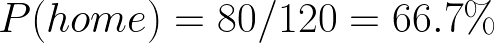 P(home) = 80/120 = 66.7%